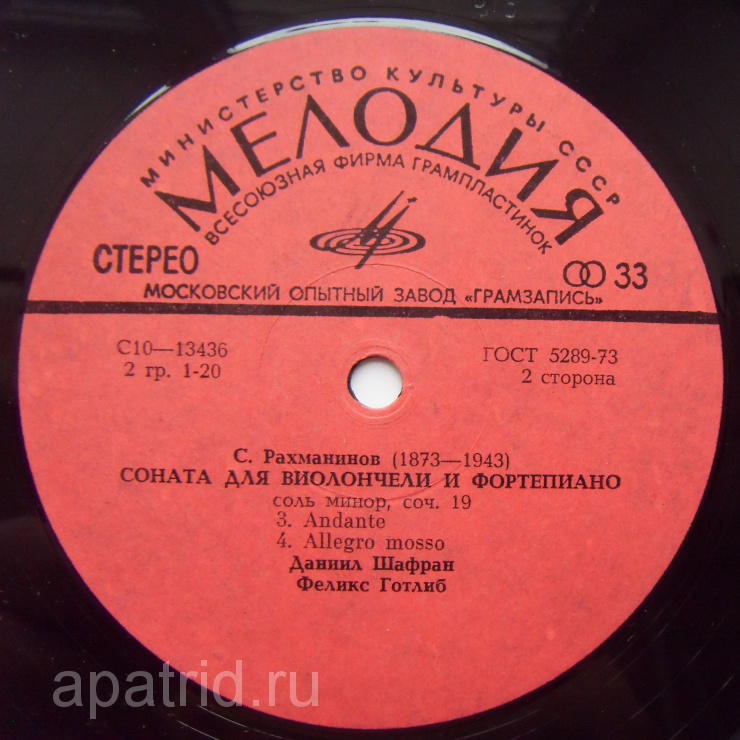 МИНИСТЕРСТВО КУЛЬТУРЫ СССР
МЕЛОДИЯ
ВСЕСОЮЗНАЯ ФИРМА ГРАМПЛАСТИНОК
СТЕРЕО
33
МОСКОВСКИЙ ОПЫТНЫЙ ЗАВОД «ГРАМЗАПИСЬ»
С10—13436
ГОСТ 5289-73
2 гр. 1-20
2 сторона
С. Рахманинов (1873—1943)
СОНАТА ДЛЯ ВИОЛОНЧЕЛИ И ФОРТЕПИАНО
соль минор, соч. 19
3. Andante
4. Allegro mosso
Даниил Шафран
Феликс Готлиб
apatrid.ru